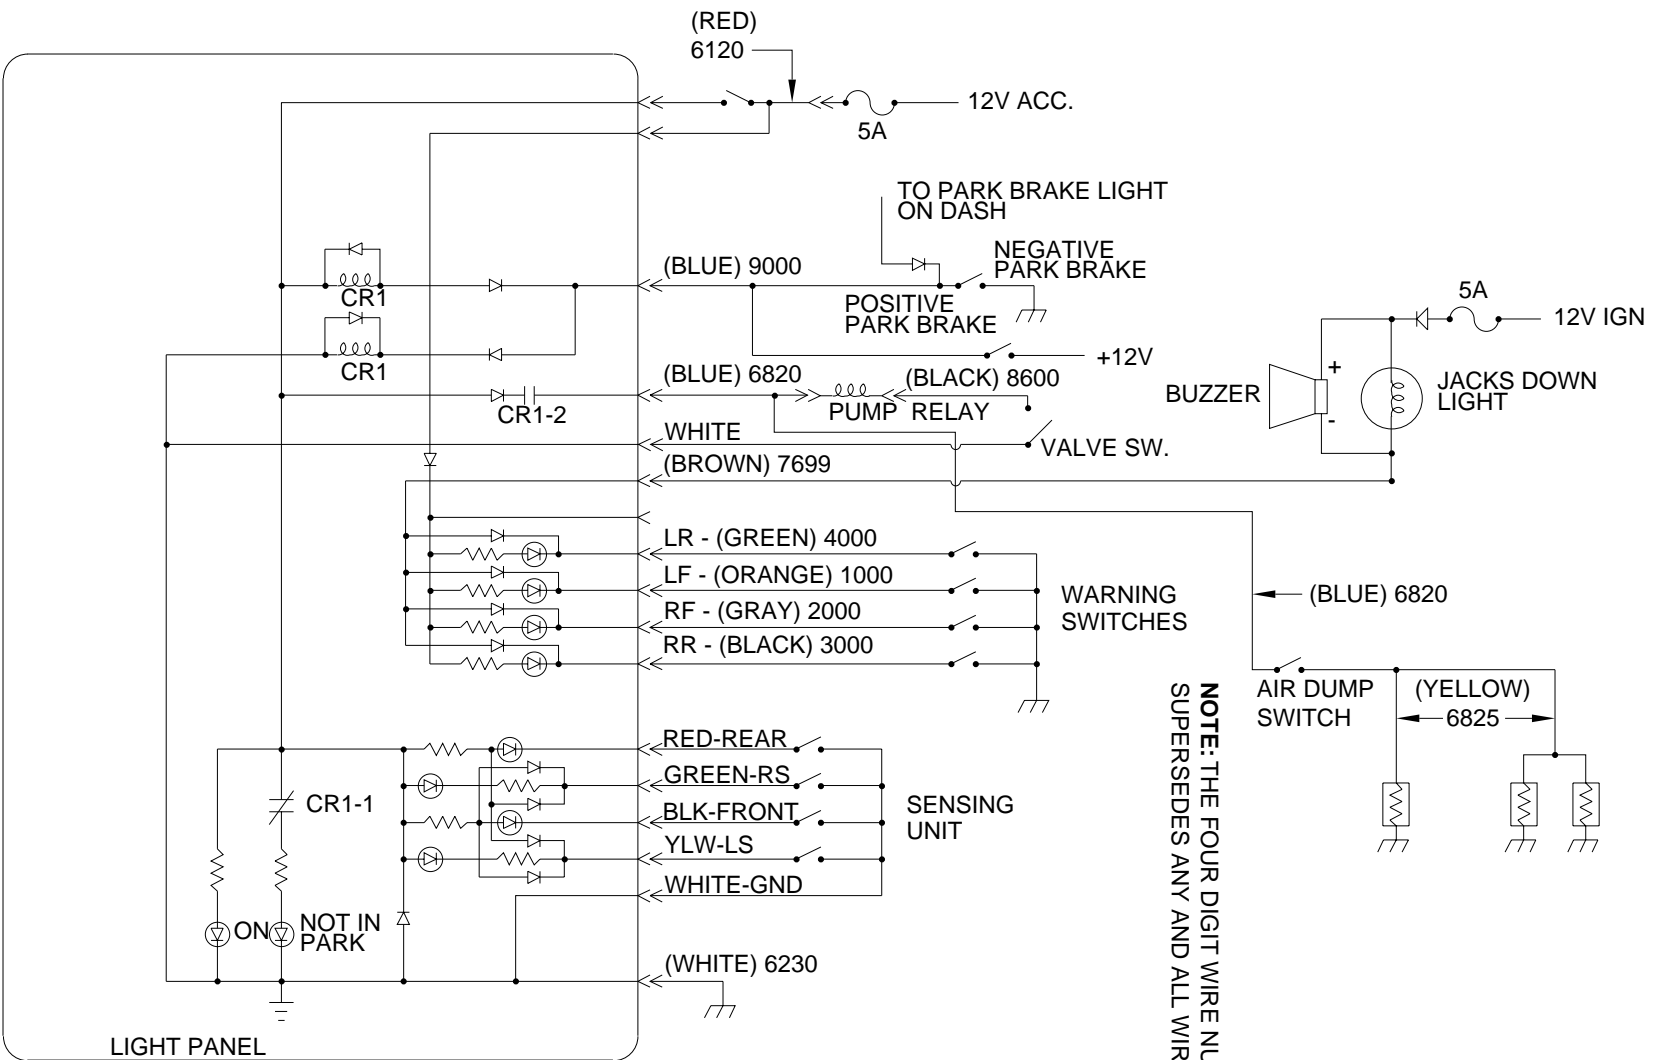 (RED)
6120
12V ACC.
5A
TO PARK BRAKE LIGHT
ON DASH
NEGATIVE
PARK BRAKE
(BLUE) 9000
CR1
POSITIVE
PARK BRAKE
5A
12V IGN
CR1
+12V
(BLUE) 6820
(BLACK) 8600
BUZZER
+
-
JACKS DOWN
LIGHT
CR1-2
PUMP RELAY
WHITE
VALVE SW.
(BROWN) 7699
LR - (GREEN) 4000
LF - (ORANGE) 1000
RF - (GRAY) 2000
RR - (BLACK) 3000
WARNING
SWITCHES
(BLUE) 6820
AIR DUMP
SWITCH
(YELLOW)
6825
RED-REAR
GREEN-RS
BLK-FRONT
YLW-LS
WHITE-GND
SENSING
UNIT
CR1-1
ON
NOT IN
PARK
(WHITE) 6230
LIGHT PANEL
NOTE: THE FOUR DIGIT WIRE NU
SUPERSEDES ANY AND ALL WIR